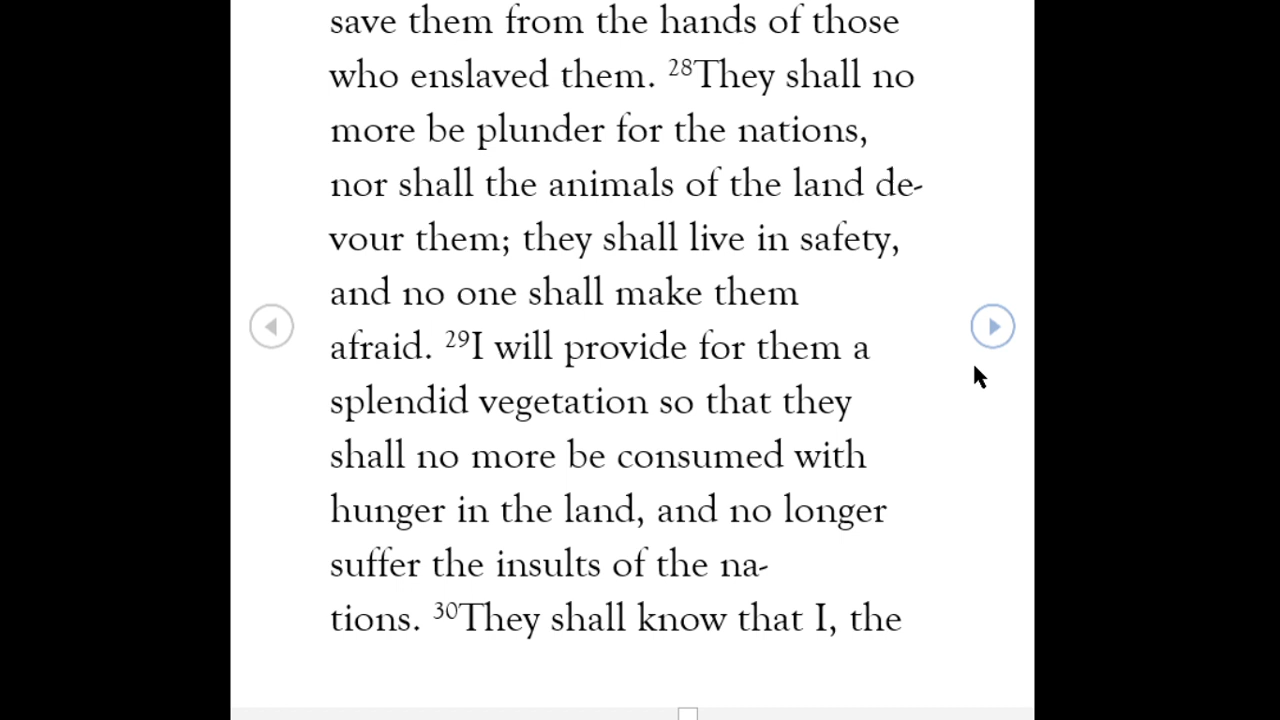 save them from the hands of those
who enslaved them. 28They shall no
more be plunder for the nations,
nor shall the animals of the land de-
vour them; they shall live in safety,
and no one shall make them
afraid. 29I will provide for them a
splendid vegetation so that they
shall no more be consumed with
hunger in the land, and no longer
suffer the insults of the na-
tions. 30They shall know that I, the